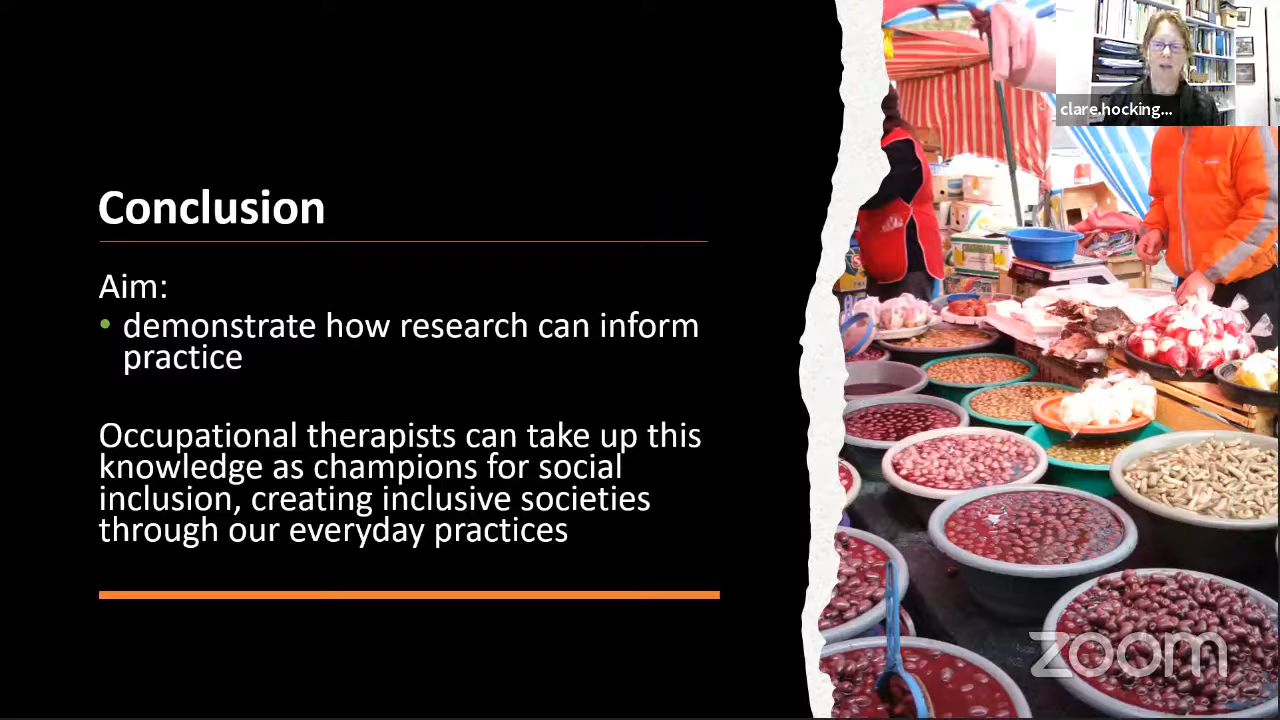 clare.hocking...
Conclusion
Aim:
• demonstrate how research can inform
practice
Occupational therapists can take up this
knowledge as champions for social
inclusion, creating inclusive societies
through our everyday practices
zoom